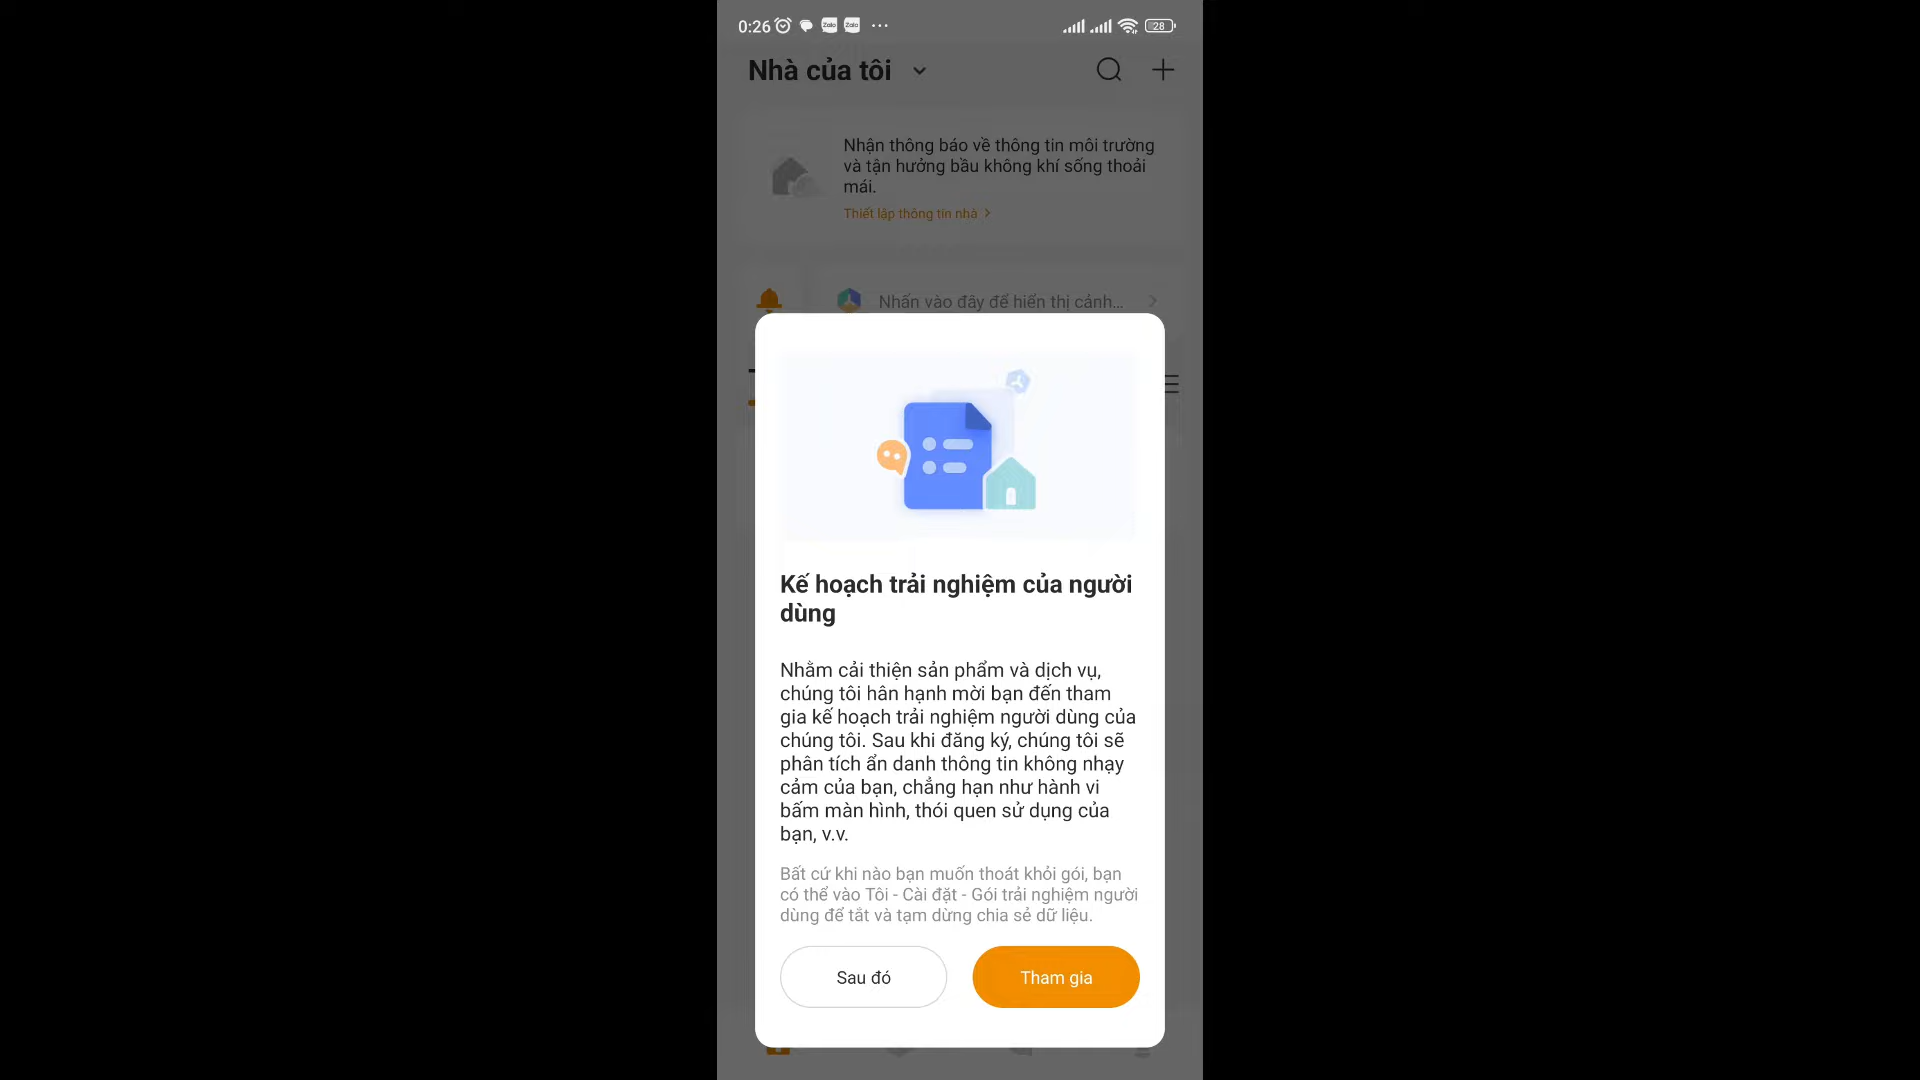 0:26
Zalo
Zalo
28
Nhà của tôi
Nhận thông báo về thông tin môi trường
và tận hưởng bầu không khí sống thoải
mái.
Thiết lập thông tin nhà
Nhấn vào đây để hiển thị cảnh...
Kế hoạch trải nghiệm của người
dùng
Nhằm cải thiện sản phẩm và dịch vụ,
chúng tôi hân hạnh mời bạn đến tham
gia kế hoạch trải nghiệm người dùng của
chúng tôi. Sau khi đăng ký, chúng tôi sẽ
phân tích ẩn danh thông tin không nhạy
cảm của bạn, chẳng hạn như hành vi
bấm màn hình, thói quen sử dụng của
bạn, v.v.
Bất cứ khi nào bạn muốn thoát khỏi gói, bạn
có thể vào Tôi - Cài đặt - Gói trải nghiệm người
dùng để tắt và tạm dừng chia sẻ dữ liệu.
Sau đó
Tham gia